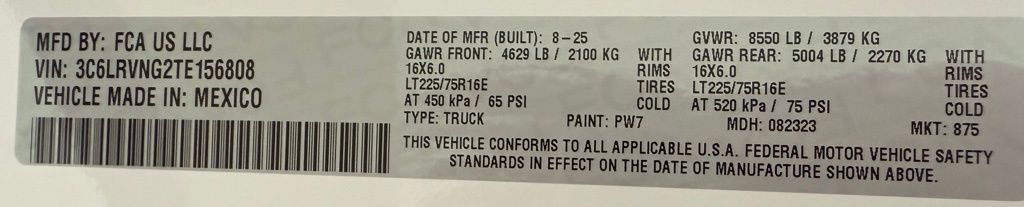 MFD BY: FCA US LLC
VIN: 3C6LRVNG2TE156808
VEHICLE MADE IN: MEXICO
DATE OF MFR (BUILT): 8-25 GVWR: 8550 LB / 3879 KG
GAWR FRONT: 4629 LB / 2100 KG WITH GAWR REAR: 5004 LB / 2270 KG WITH
16X6.0 RIMS 16X6.0 RIMS
LT225/75R16E TIRES LT225/75R16E TIRES
AT 450 kPa / 65 PSI COLD AT 520 kPa / 75 PSI COLD
TYPE: TRUCK PAINT: PW7 MDH: 082323 MKT: 875
THIS VEHICLE CONFORMS TO ALL APPLICABLE U.S.A. FEDERAL MOTOR VEHICLE SAFETY
STANDARDS IN EFFECT ON THE DATE OF MANUFACTURE SHOWN ABOVE.